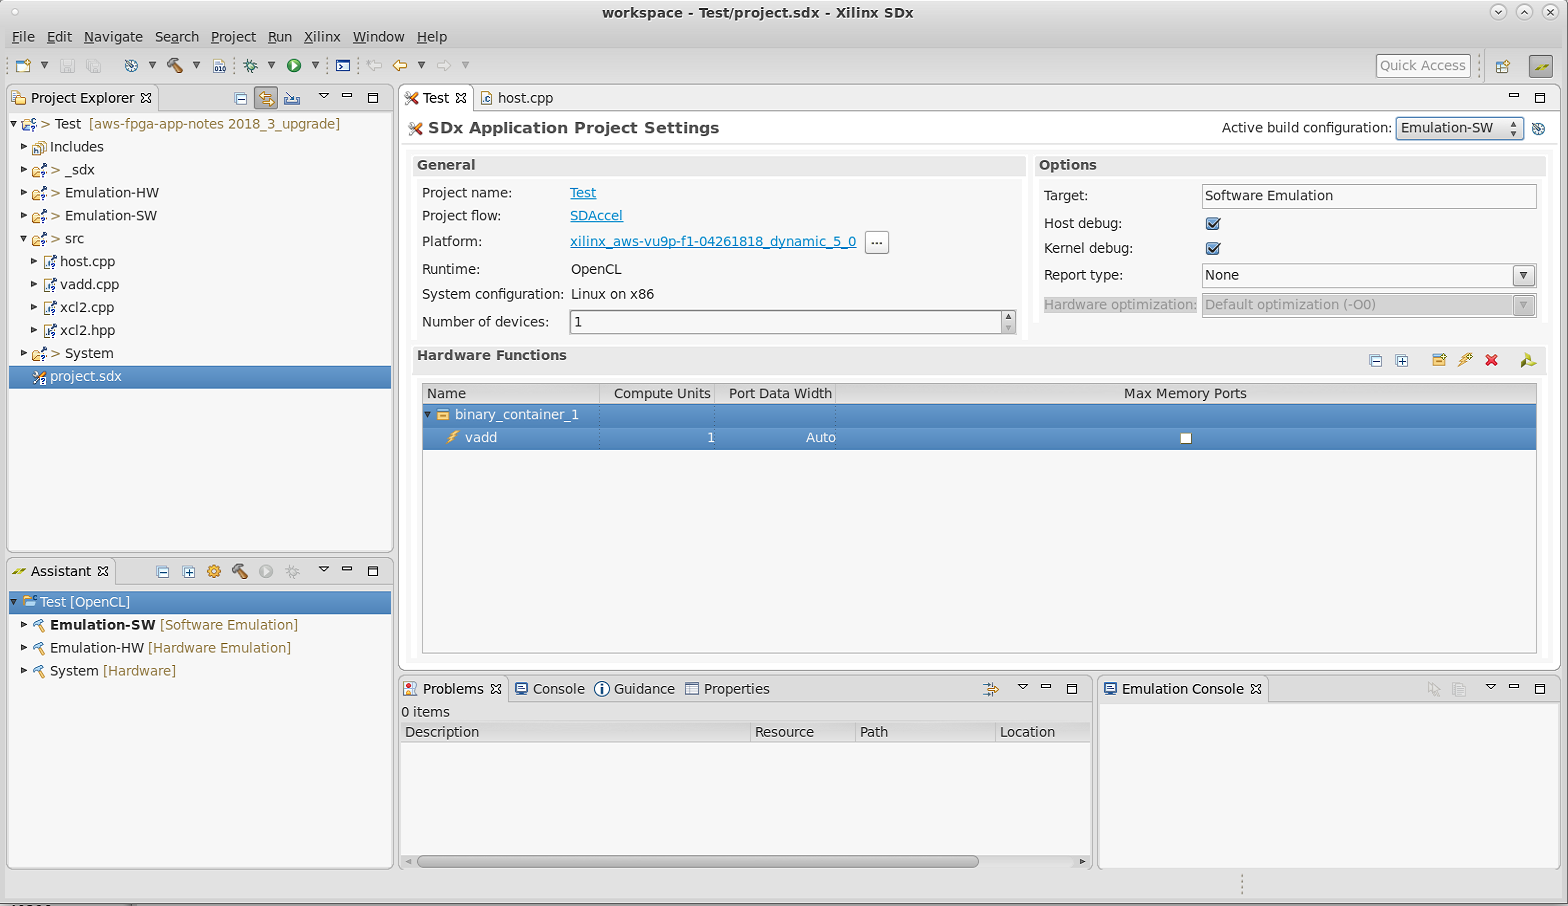 workspace - Test/project.sdx - Xilinx SDx
File Edit Navigate Search Project Run Xilinx Window Help
010
Quick Access
Project Explorer
> Test [aws-fpga-app-notes 2018_3_upgrade]
Includes
> _sdx
> Emulation-HW
> Emulation-SW
> src
host.cpp
vadd.cpp
xcl2.cpp
xcl2.hpp
> System
project.sdx
Assistant
Test [OpenCL]
Emulation-SW [Software Emulation]
Emulation-HW [Hardware Emulation]
System [Hardware]
Test host.cpp
SDx Application Project Settings
Active build configuration: Emulation-SW
General
Project name: Test
Project flow: SDAccel
Platform: xilinx_aws-vu9p-f1-04261818_dynamic_5_0 ...
Runtime: OpenCL
System configuration: Linux on x86
Number of devices: 1
Options
Target: Software Emulation
Host debug:
Kernel debug:
Report type: None
Hardware optimization: Default optimization (-O0)
Hardware Functions
Name Compute Units Port Data Width Max Memory Ports
binary_container_1
vadd 1 Auto
Problems Console Guidance Properties
0 items
Description Resource Path Location
Emulation Console